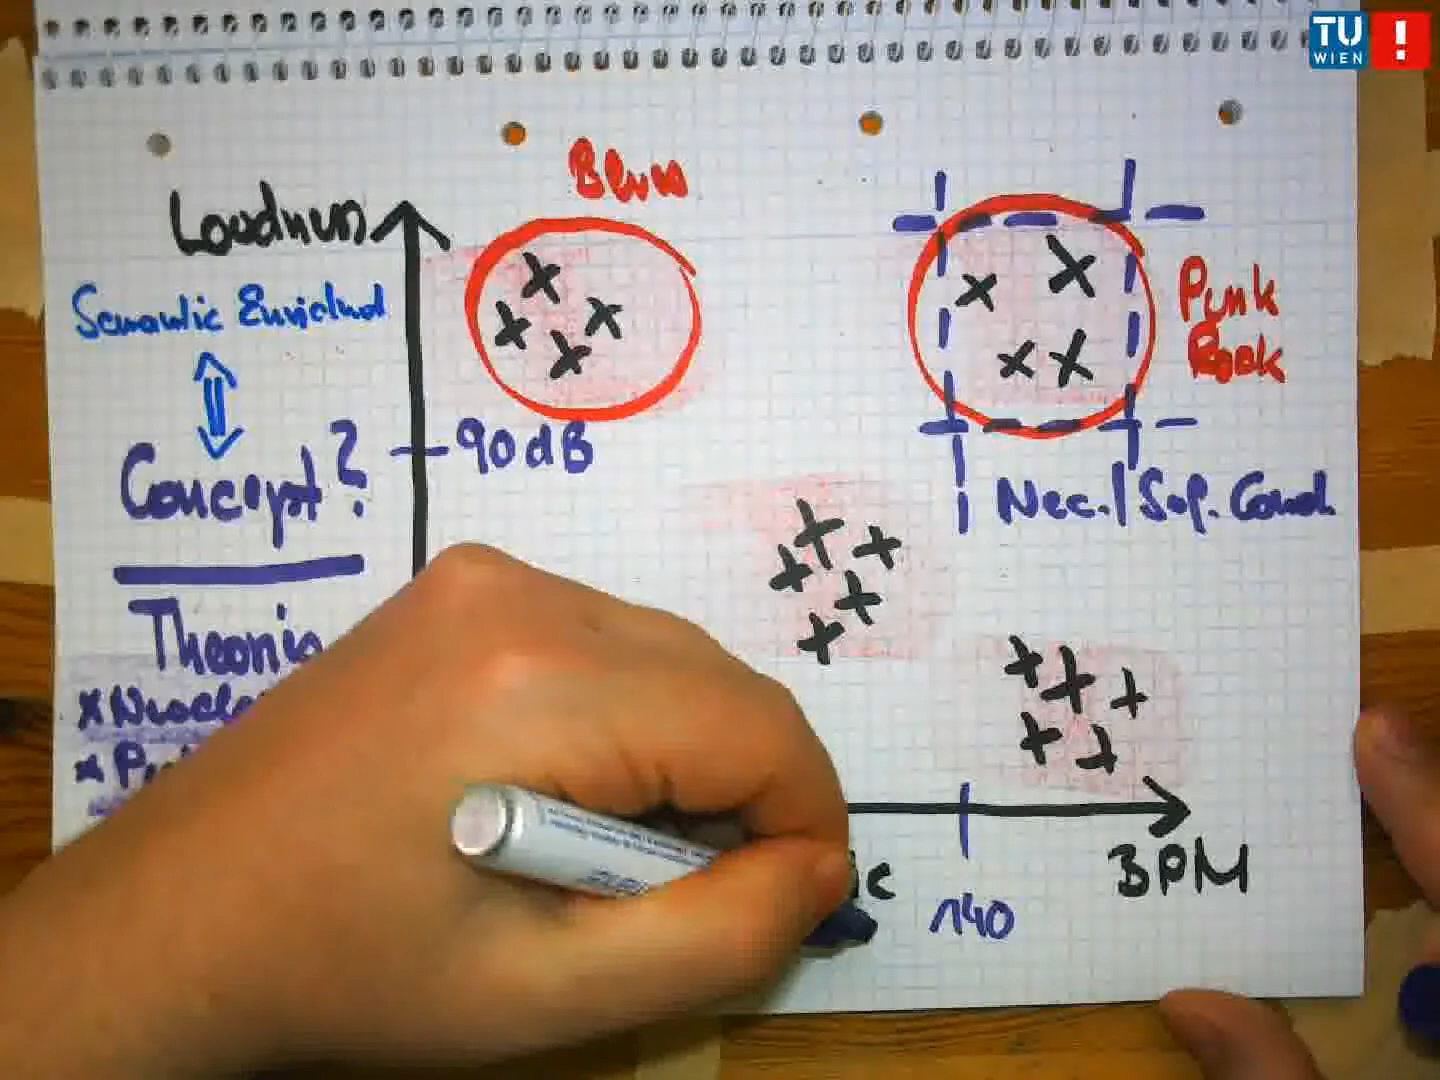 TU
WIEN
!
Blues
Loudness
Semantic Enriched
Concept?
90 dB
Punk
Rock
Nec./Suf. Cond.
Theories
140
BPM